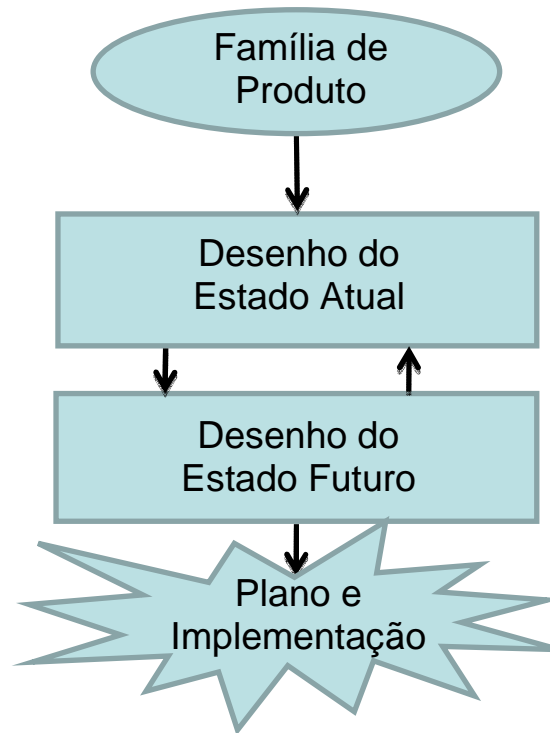 Família de
Produto
Desenho do
Estado Atual
Desenho do
Estado Futuro
Plano e
Implementação